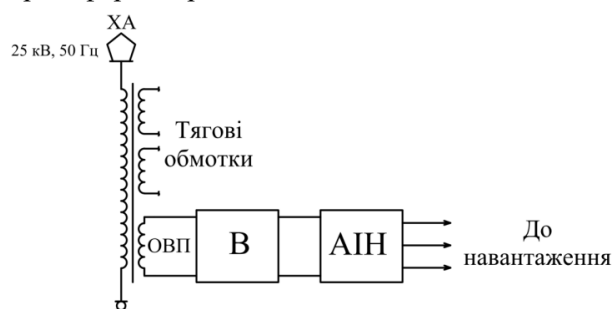 ХА
25 кВ, 50 Гц
Тягові
обмотки
ОВП
В
АІН
До
навантаження